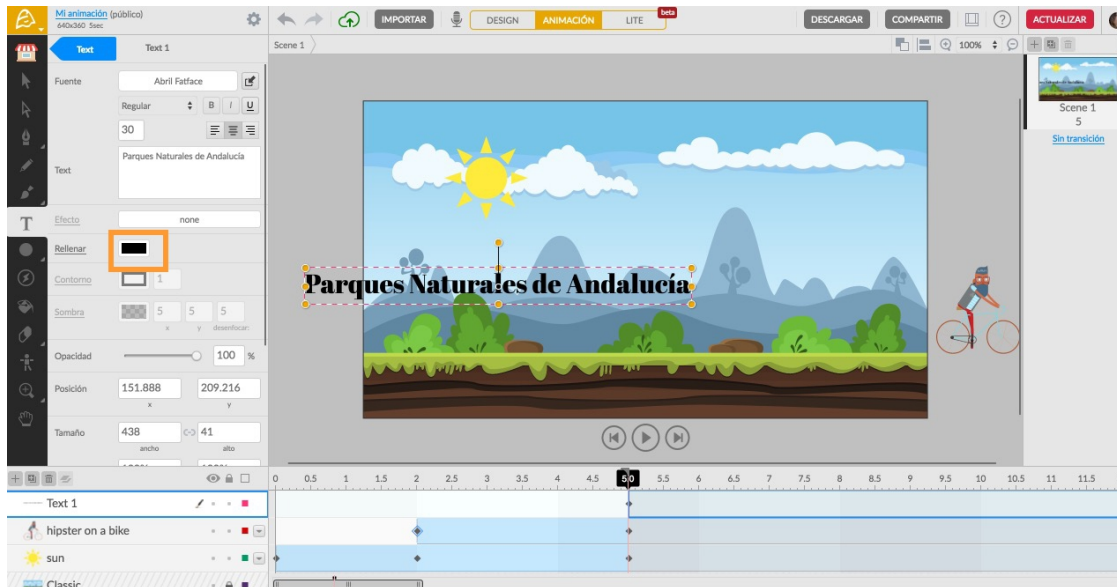 Mi animación (público)
640x360 5sec
IMPORTAR
DESIGN ANIMACIÓN LITE beta
DESCARGAR COMPARTIR ? ACTUALIZAR
Text Text 1
Scene 1
100%
Fuente Abril Fatface
Regular B I U
30
Text Parques Naturales de Andalucía
Efecto none
Rellenar
Contorno 1
Sombra 5 5 5
x y desenfocar:
Opacidad 100 %
Posición 151.888 209.216
x y
Tamaño 438 41
ancho alto
Parques Naturales de Andalucía
Scene 1
5
Sin transición
0 0.5 1 1.5 2 2.5 3 3.5 4 4.5 5.0 5.5 6 6.5 7 7.5 8 8.5 9 9.5 10 10.5 11 11.5
Text 1
hipster on a bike
sun
Classic